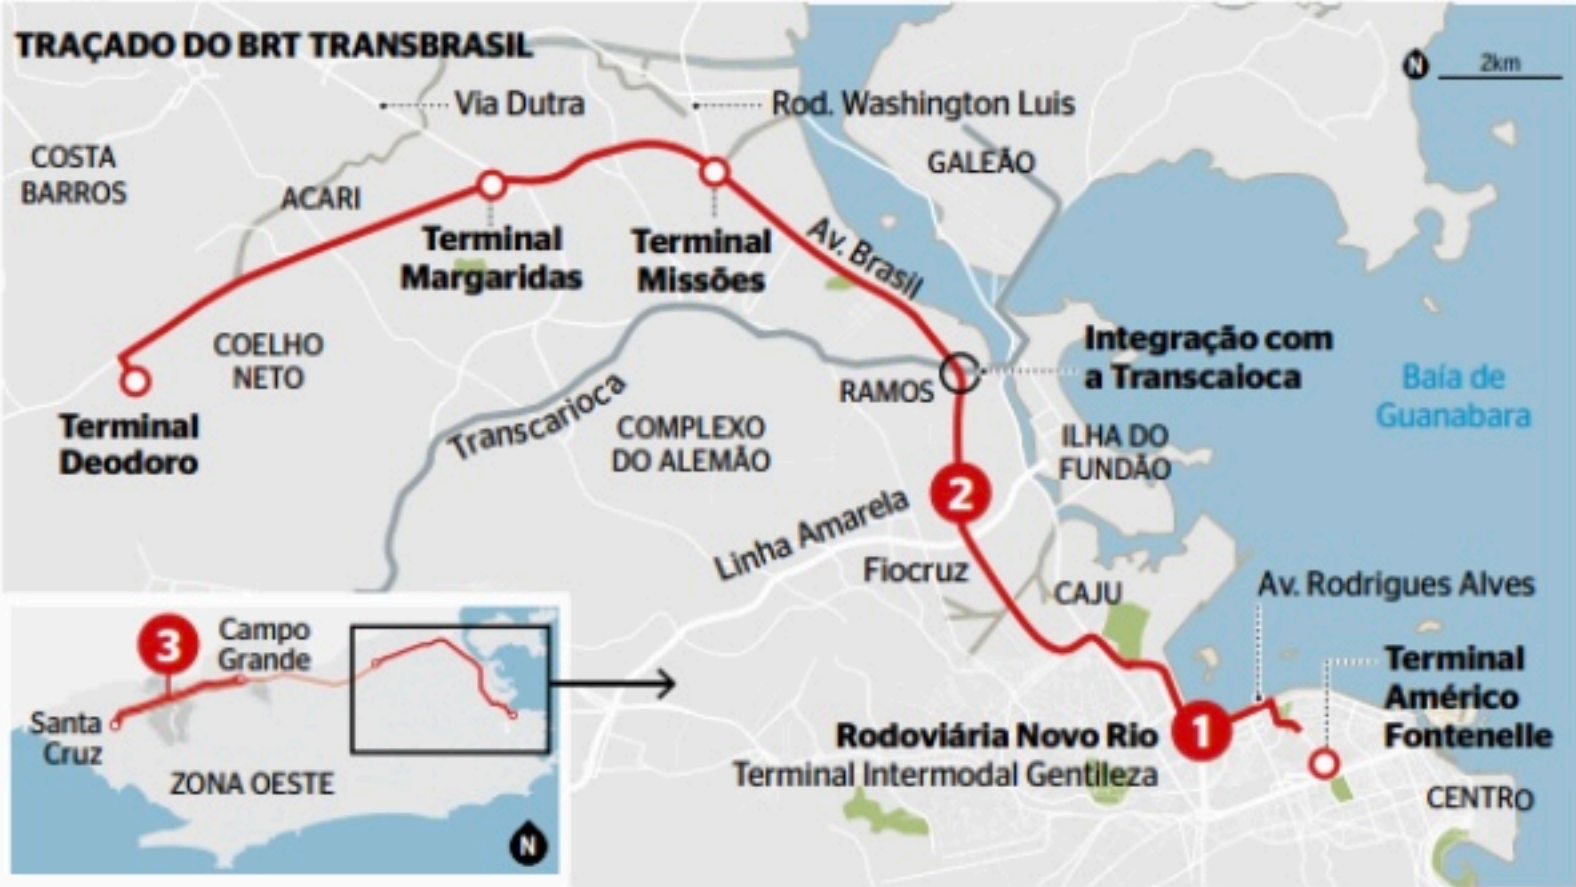 TRAÇADO DO BRT TRANSBRASIL
N
2km
Via Dutra
Rod. Washington Luis
COSTA
BARROS
ACARI
GALEÃO
Terminal
Margaridas
Terminal
Missões
Av. Brasil
COELHO
NETO
Integração com
a Transcaioca
RAMOS
Baía de
Guanabara
Terminal
Deodoro
Transcarioca
COMPLEXO
DO ALEMÃO
ILHA DO
FUNDÃO
2
Linha Amarela
Fiocruz
CAJU
Av. Rodrigues Alves
3
Campo
Grande
Santa
Cruz
ZONA OESTE
N
Terminal
Américo
Fontenelle
1
Rodoviária Novo Rio
Terminal Intermodal Gentileza
CENTRO